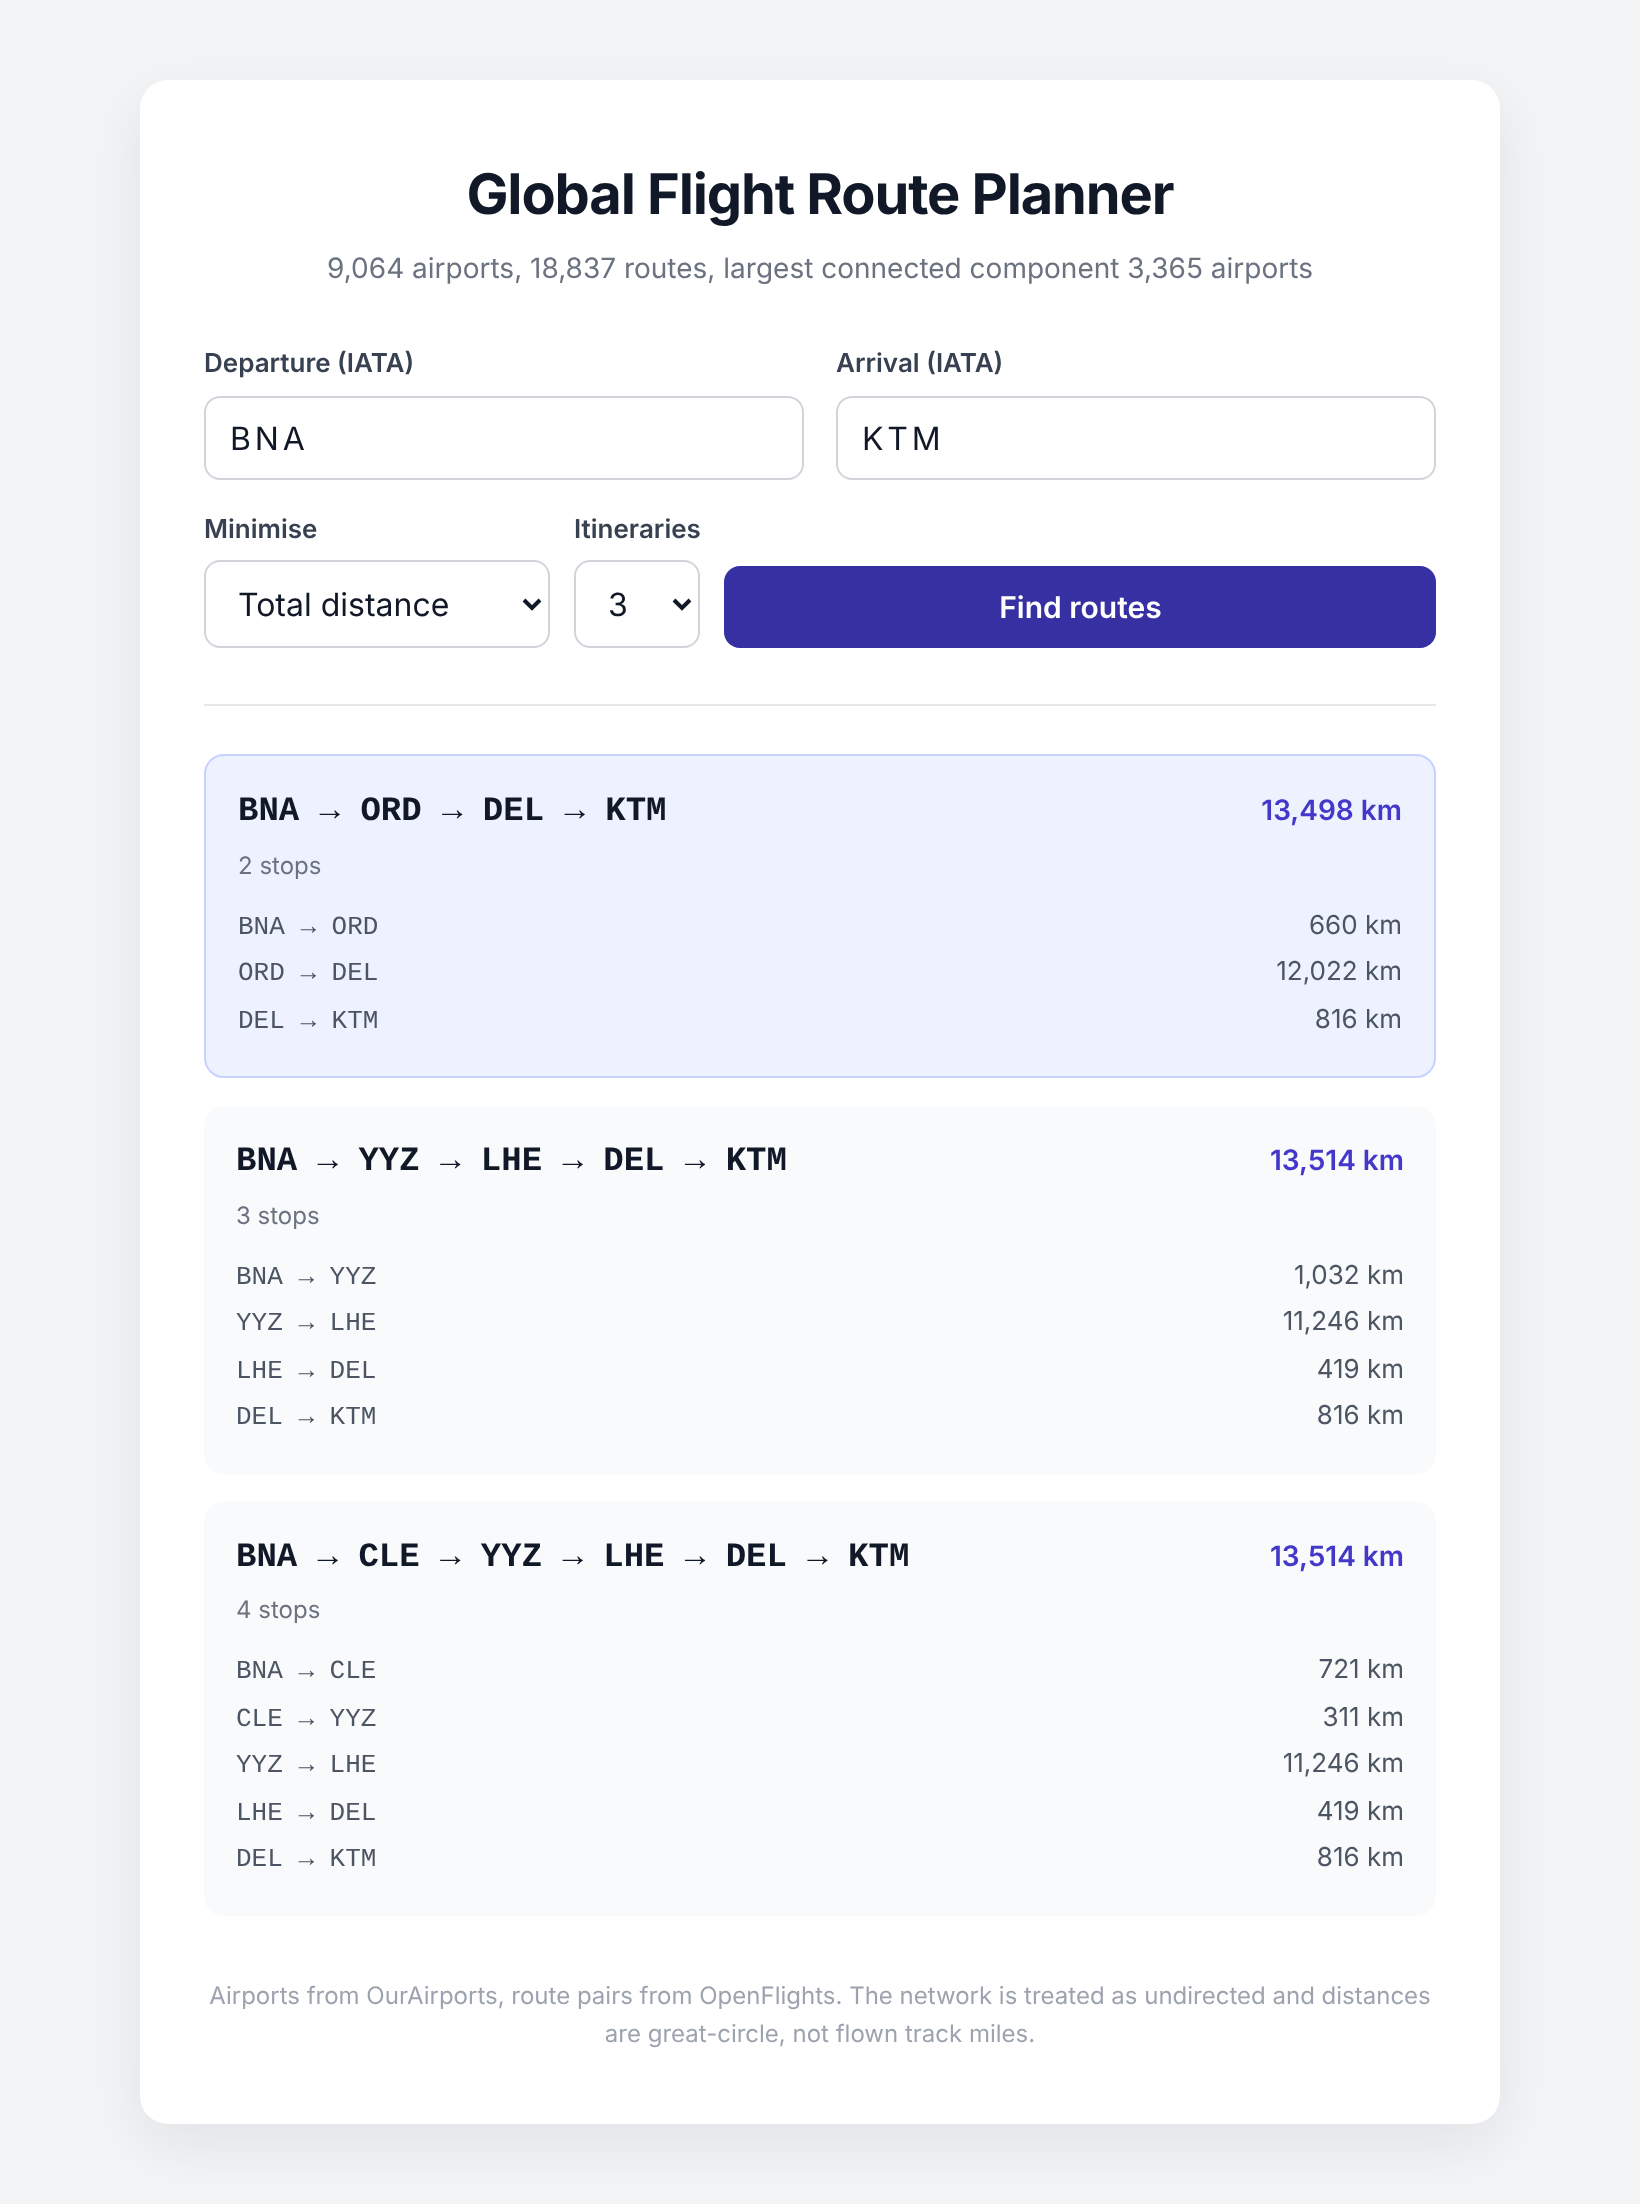 Global Flight Route Planner
9,064 airports, 18,837 routes, largest connected component 3,365 airports
Departure (IATA)
Arrival (IATA)
BNA
KTM
Minimise
Itineraries
Total distance
3
Find routes
BNA → ORD → DEL → KTM
13,498 km
2 stops
BNA → ORD
660 km
ORD → DEL
12,022 km
DEL → KTM
816 km
BNA → YYZ → LHE → DEL → KTM
13,514 km
3 stops
BNA → YYZ
1,032 km
YYZ → LHE
11,246 km
LHE → DEL
419 km
DEL → KTM
816 km
BNA → CLE → YYZ → LHE → DEL → KTM
13,514 km
4 stops
BNA → CLE
721 km
CLE → YYZ
311 km
YYZ → LHE
11,246 km
LHE → DEL
419 km
DEL → KTM
816 km
Airports from OurAirports, route pairs from OpenFlights. The network is treated as undirected and distances
are great-circle, not flown track miles.